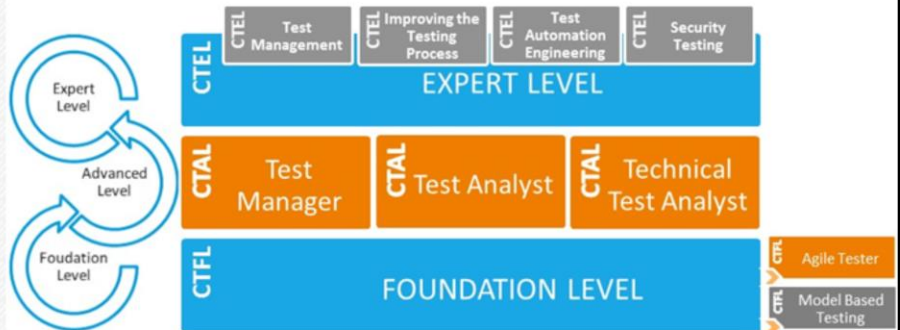 CTEL
Test
Management
CTEL
Improving the
Testing
Process
CTEL
Test
Automation
Engineering
CTEL
Security
Testing
CTEL
EXPERT LEVEL
Expert
Level
Advanced
Level
Foudation
Level
CTAL
Test
Manager
CTAL
Test Analyst
CTAL
Technical
Test Analyst
CTFL
FOUNDATION LEVEL
CTFL
Agile Tester
CTFL
Model Based
Testing